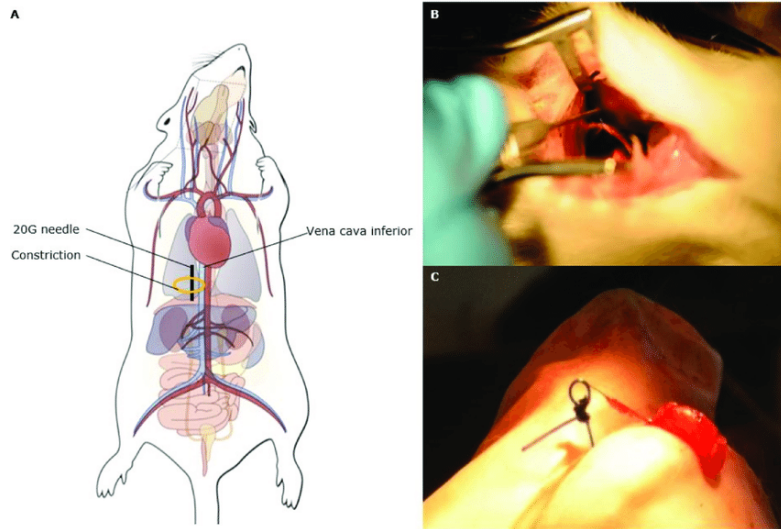 A
20G needle
Constriction
Vena cava inferior
B
C